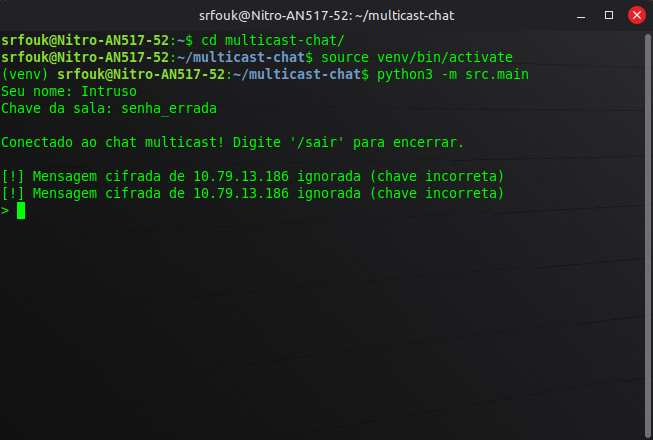 srfouk@Nitro-AN517-52: ~/multicast-chat
srfouk@Nitro-AN517-52:~$ cd multicast-chat/
srfouk@Nitro-AN517-52:~/multicast-chat$ source venv/bin/activate
(venv) srfouk@Nitro-AN517-52:~/multicast-chat$ python3 -m src.main
Seu nome: Intruso
Chave da sala: senha_errada
Conectado ao chat multicast! Digite '/sair' para encerrar.
[!] Mensagem cifrada de 10.79.13.186 ignorada (chave incorreta)
[!] Mensagem cifrada de 10.79.13.186 ignorada (chave incorreta)
>